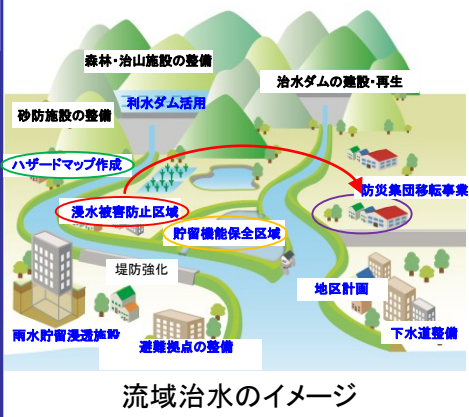 森林・治山施設の整備
治水ダムの建設・再生
利水ダム活用
砂防施設の整備
ハザードマップ作成
防災集団移転事業
浸水被害防止区域
貯留機能保全区域
堤防強化
地区計画
雨水貯留浸透施設
下水道整備
避難拠点の整備
流域治水のイメージ